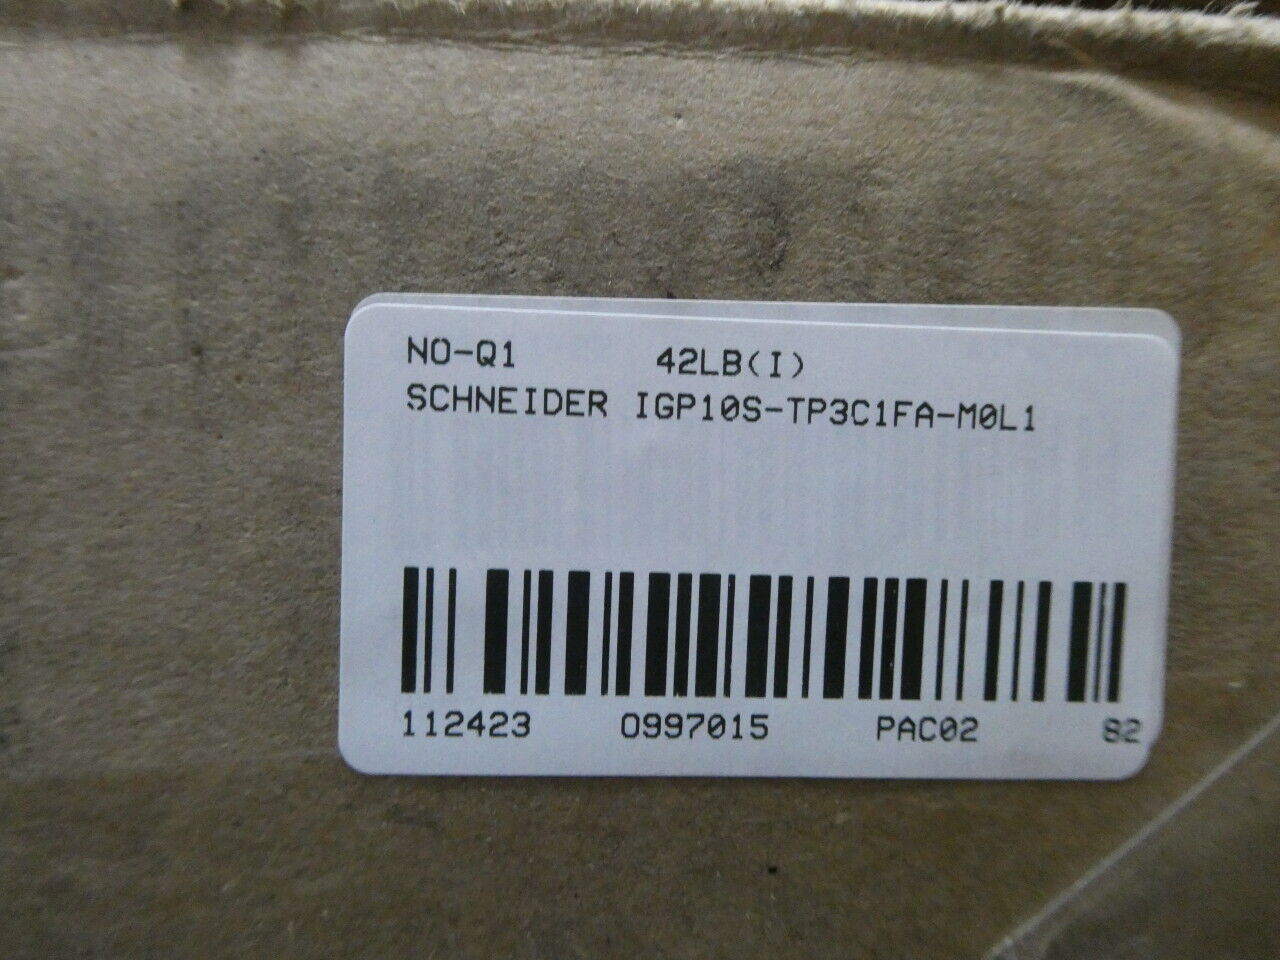 NO-Q1 42LB(I)
SCHNEIDER IGP10S-TP3C1FA-M0L1
112423 0997015 PAC02 82